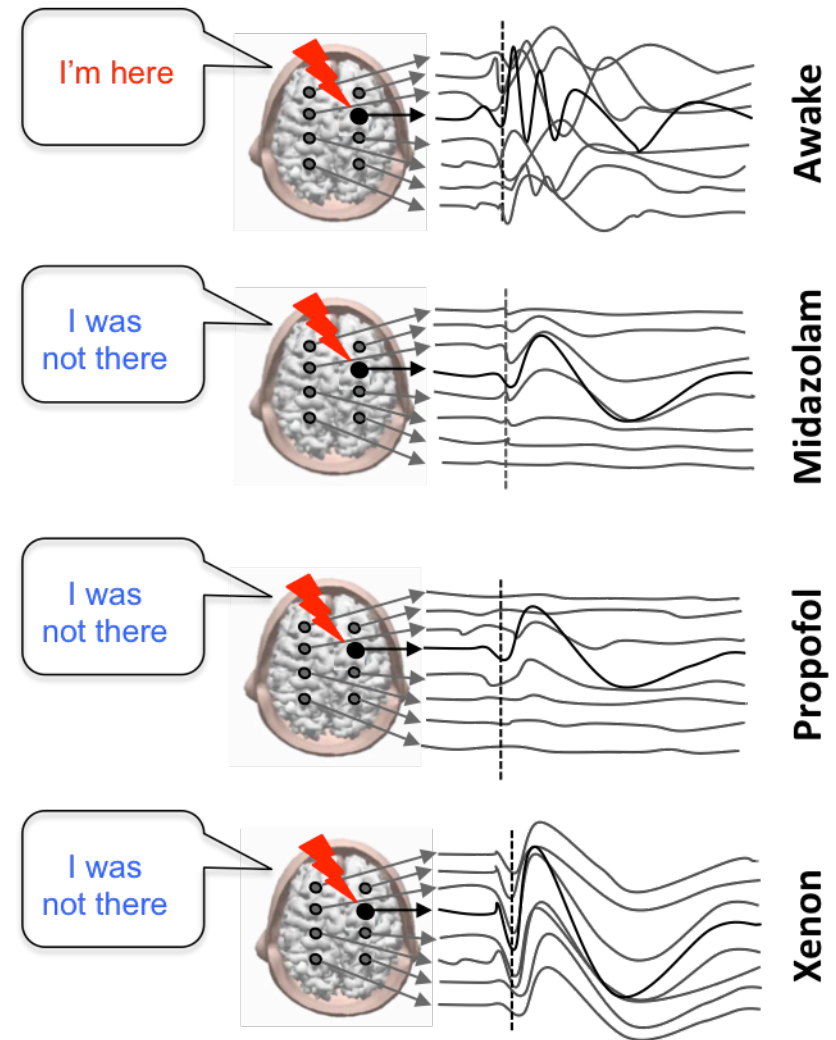 I'm here
Awake
I was
not there
Midazolam
I was
not there
Propofol
I was
not there
Xenon